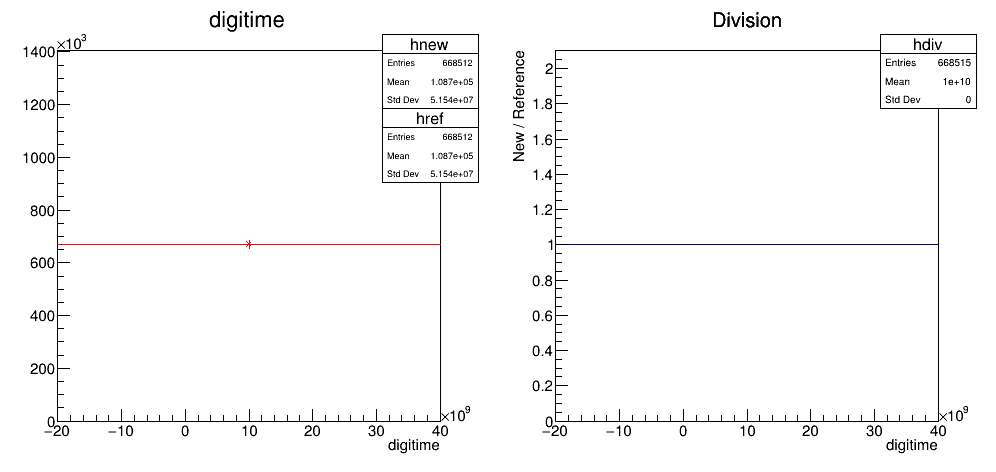 digitime
×10³
1400
1200
1000
800
600
400
200
0
−20
−10
0
10
20
30
40
×10⁹
digitime
hnew
Entries 668512
Mean 1.087e+05
Std Dev 5.154e+07
href
Entries 668512
Mean 1.087e+05
Std Dev 5.154e+07
Division
New / Reference
2
1.8
1.6
1.4
1.2
1
0.8
0.6
0.4
0.2
0
−20
−10
0
10
20
30
40
×10⁹
digitime
hdiv
Entries 668515
Mean 1e+10
Std Dev 0